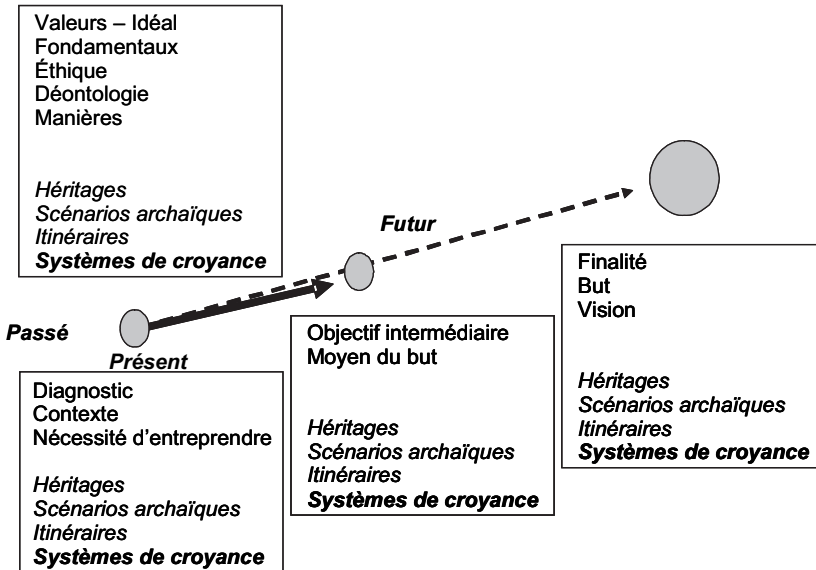 Valeurs – Idéal
Fondamentaux
Éthique
Déontologie
Manières
Héritages
Scénarios archaïques
Itinéraires
Systèmes de croyance
Futur
Passé
Présent
Diagnostic
Contexte
Nécessité d'entreprendre
Héritages
Scénarios archaïques
Itinéraires
Systèmes de croyance
Objectif intermédiaire
Moyen du but
Héritages
Scénarios archaïques
Itinéraires
Systèmes de croyance
Finalité
But
Vision
Héritages
Scénarios archaïques
Itinéraires
Systèmes de croyance